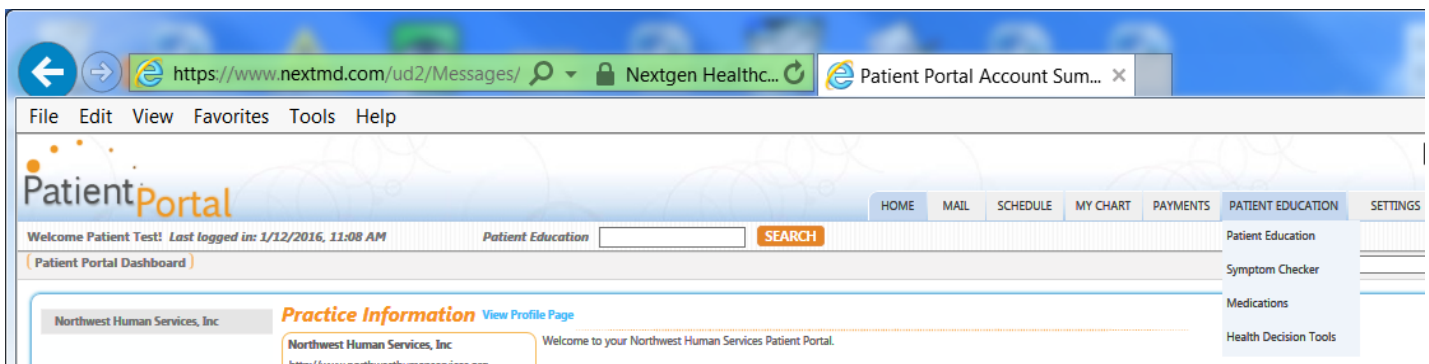 https://www.nextmd.com/ud2/Messages/ Nextgen Healthc... Patient Portal Account Sum...
File Edit View Favorites Tools Help
PatientPortal
HOME MAIL SCHEDULE MY CHART PAYMENTS PATIENT EDUCATION SETTINGS
Welcome Patient Test! Last logged in: 1/12/2016, 11:08 AM Patient Education SEARCH
Patient Education
Patient Portal Dashboard
Symptom Checker
Medications
Health Decision Tools
Northwest Human Services, Inc
Practice Information View Profile Page
Northwest Human Services, Inc
Welcome to your Northwest Human Services Patient Portal.